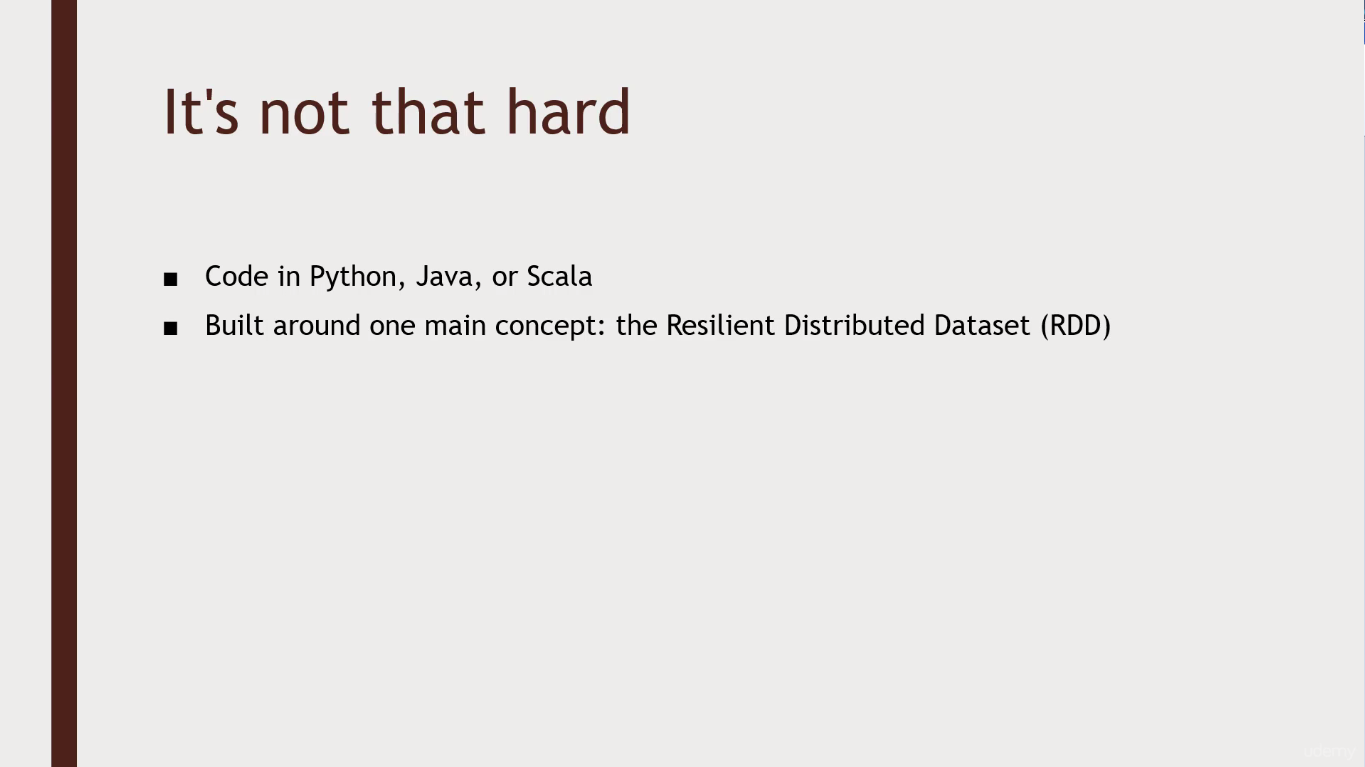 It's not that hard
■ Code in Python, Java, or Scala
■ Built around one main concept: the Resilient Distributed Dataset (RDD)
udemy